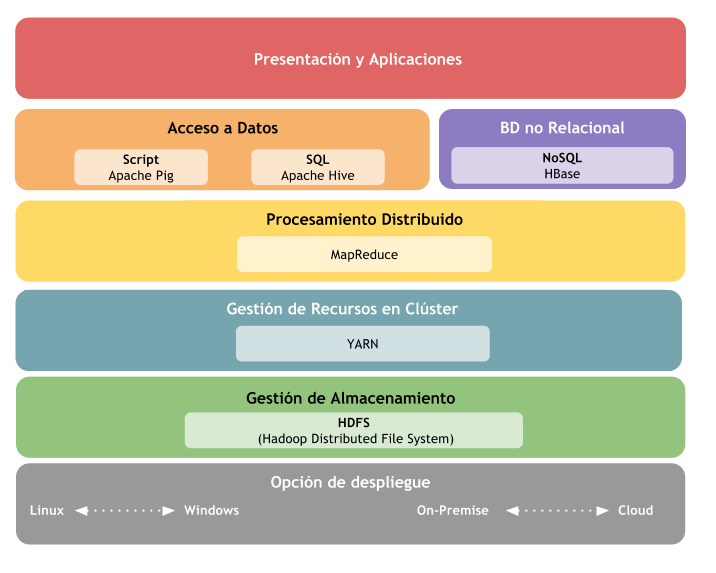 Presentación y Aplicaciones
Acceso a Datos
Script
Apache Pig
SQL
Apache Hive
BD no Relacional
NoSQL
HBase
Procesamiento Distribuido
MapReduce
Gestión de Recursos en Clúster
YARN
Gestión de Almacenamiento
HDFS
(Hadoop Distributed File System)
Opción de despliegue
Linux
Windows
On-Premise
Cloud